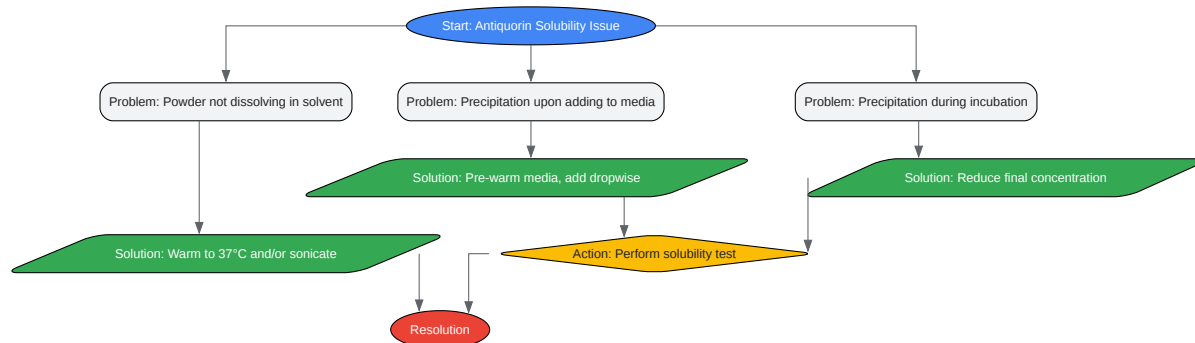 Start: Antiquorin Solubility Issue
Problem: Powder not dissolving in solvent
Problem: Precipitation upon adding to media
Problem: Precipitation during incubation
Solution: Pre-warm media, add dropwise
Solution: Reduce final concentration
Solution: Warm to 37°C and/or sonicate
Action: Perform solubility test
Resolution